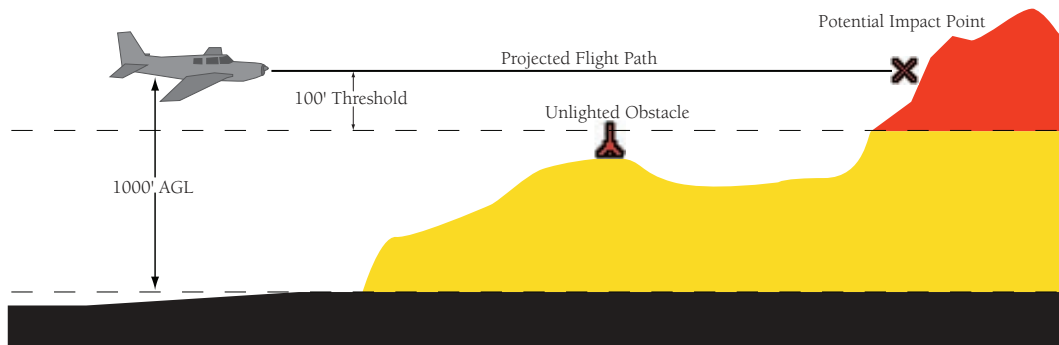 Potential Impact Point
Projected Flight Path
100' Threshold
Unlighted Obstacle
1000' AGL